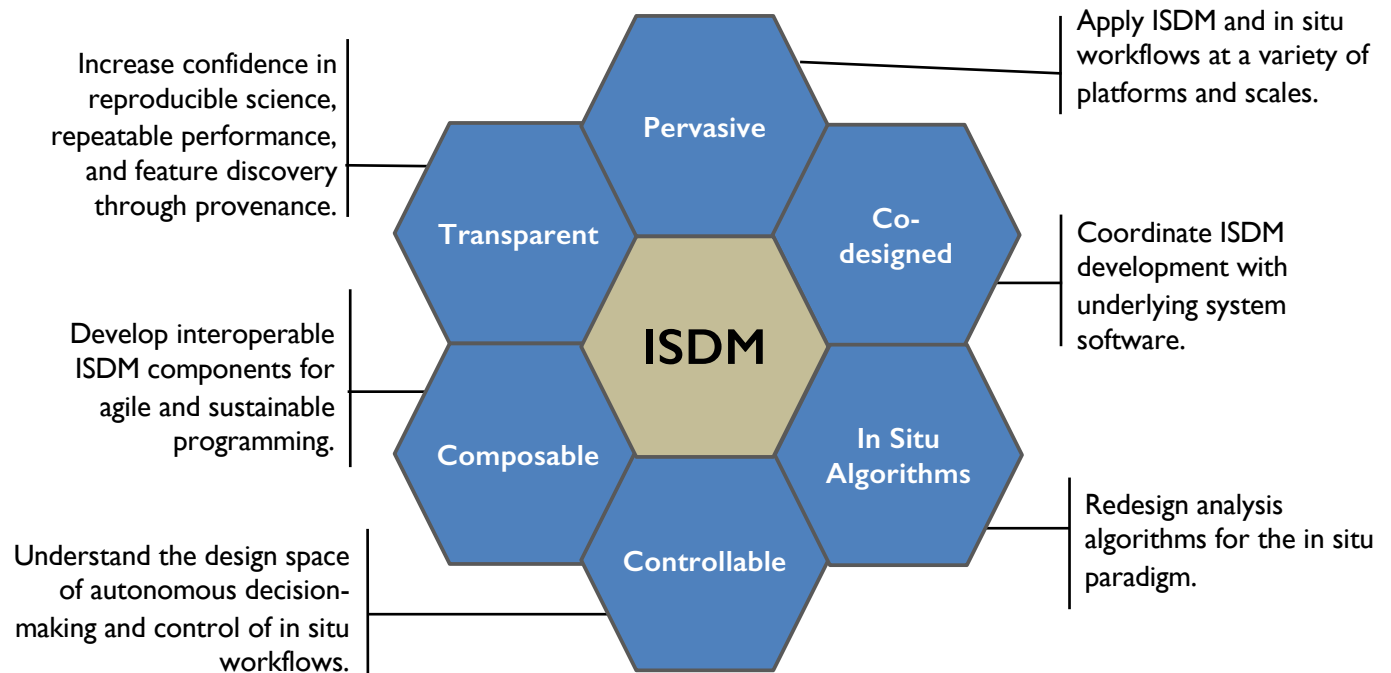 Apply ISDM and in situ
workflows at a variety of
platforms and scales.
Increase confidence in
reproducible science,
repeatable performance,
and feature discovery
through provenance.
Pervasive
Transparent
Co-
designed
Coordinate ISDM
development with
underlying system
software.
Develop interoperable
ISDM components for
agile and sustainable
programming.
ISDM
Composable
In Situ
Algorithms
Redesign analysis
algorithms for the in situ
paradigm.
Controllable
Understand the design space
of autonomous decision-
making and control of in situ
workflows.